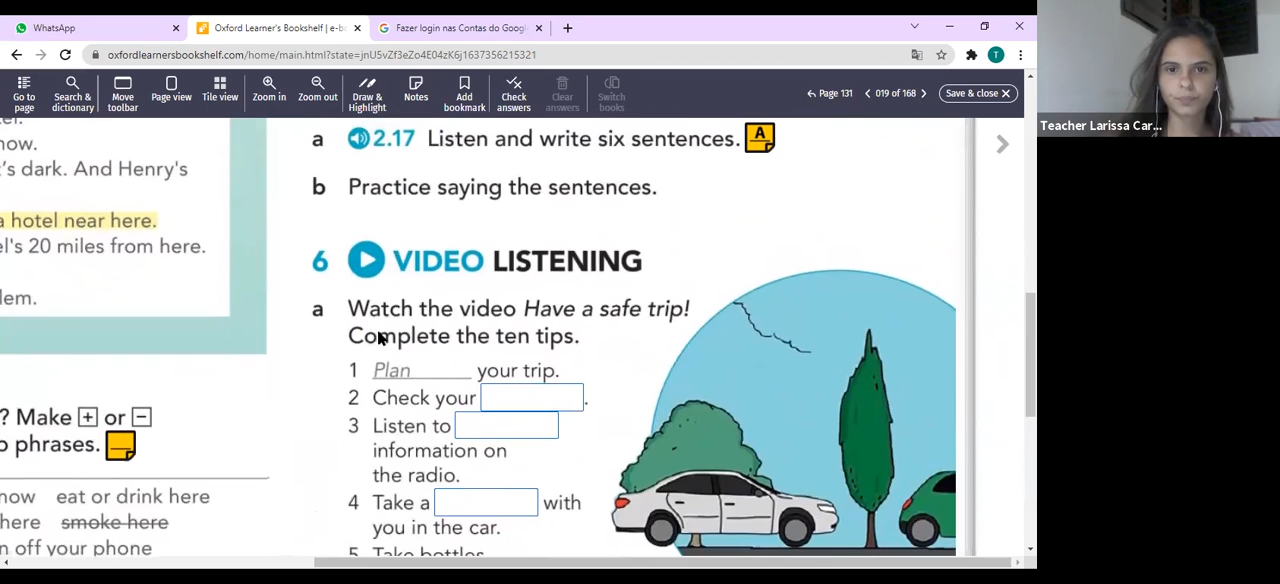 WhatsApp
Oxford Learner's Bookshelf | e-b
Fazer login nas Contas do Googl
oxfordlearnersbookshelf.com/home/main.html?state=jnU5vZf3eZo4E04zK6j1637356215321
T
Go to page
Search & dictionary
Move toolbar
Page view
Tile view
Zoom in
Zoom out
Draw & Highlight
Notes
Add bookmark
Check answers
Clear answers
Switch books
Page 131
019 of 168
Save & close
Teacher Larissa Car...
now.
's dark. And Henry's
a hotel near here.
el's 20 miles from here.
lem.
? Make + or −
o phrases.
now eat or drink here
here smoke here
n off your phone
a 2.17 Listen and write six sentences. A
b Practice saying the sentences.
6 VIDEO LISTENING
a Watch the video Have a safe trip!
Complete the ten tips.
1 Plan your trip.
2 Check your .
3 Listen to
information on
the radio.
4 Take a with
you in the car.
5 Take bottles